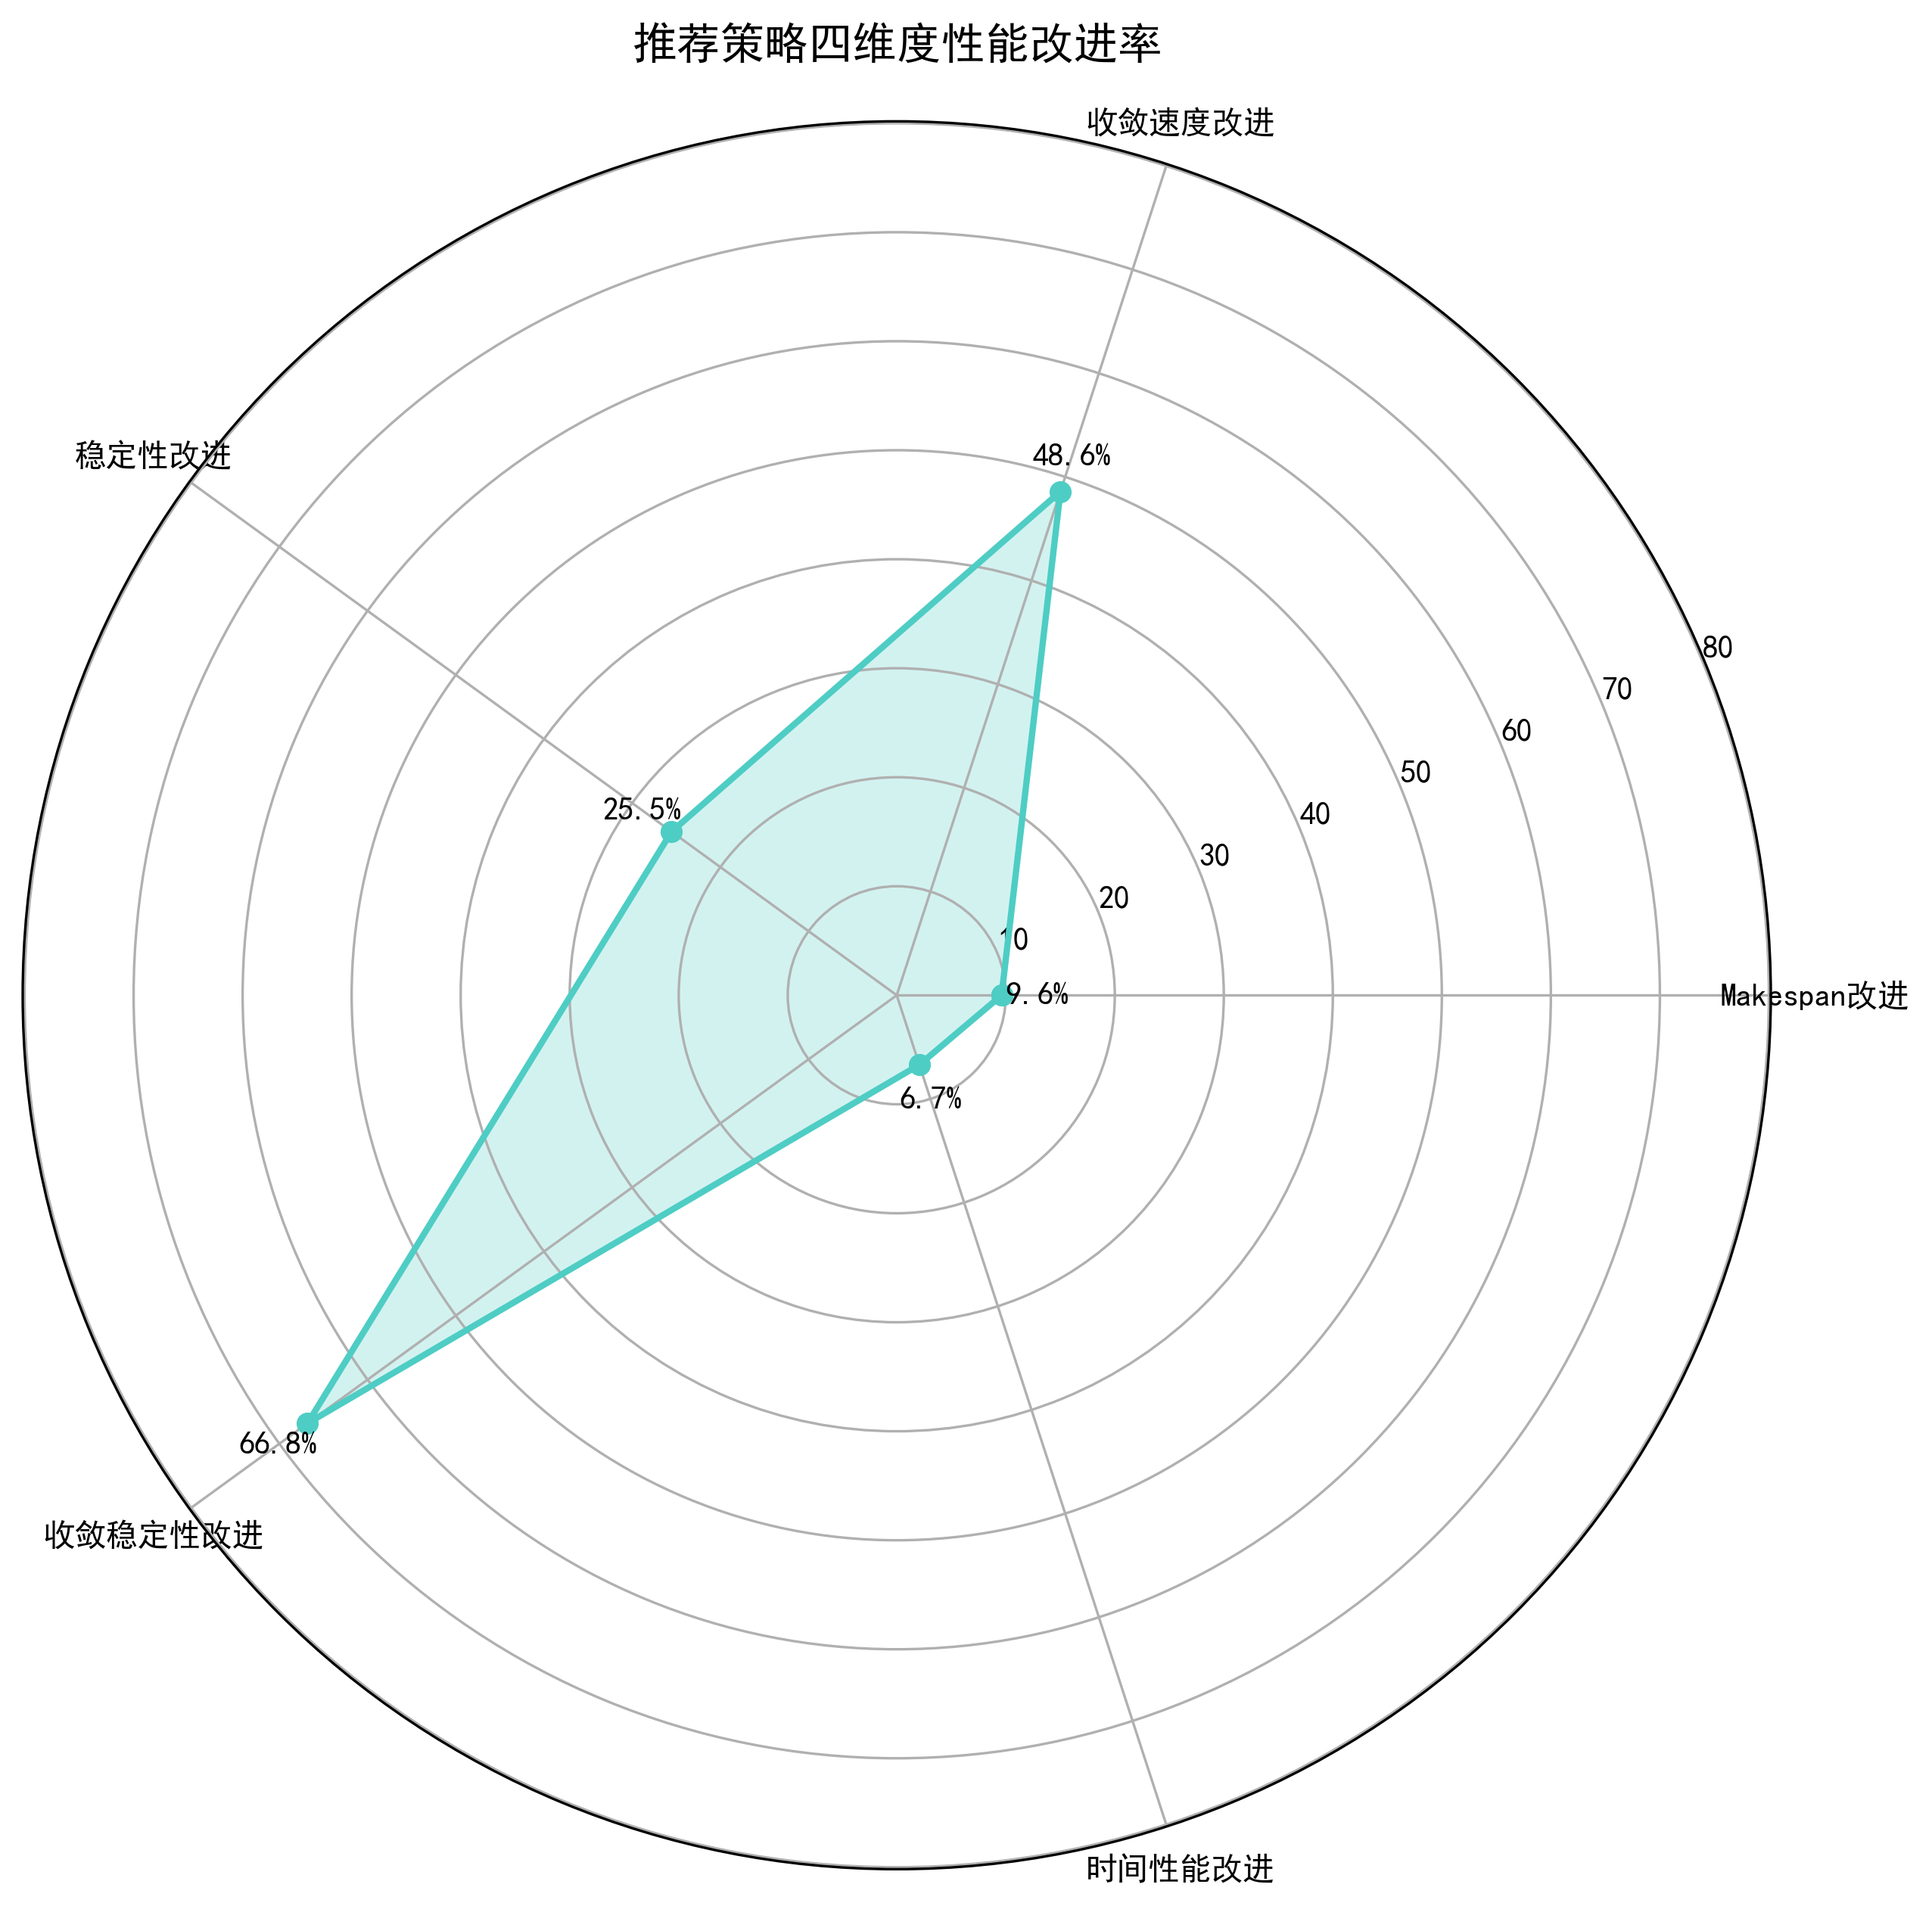 推荐策略四维度性能改进率
收敛速度改进
稳定性改进
48.6%
80
70
60
50
25.5%
40
30
20
10
9.6%
Makespan改进
6.7%
66.8%
收敛稳定性改进
时间性能改进